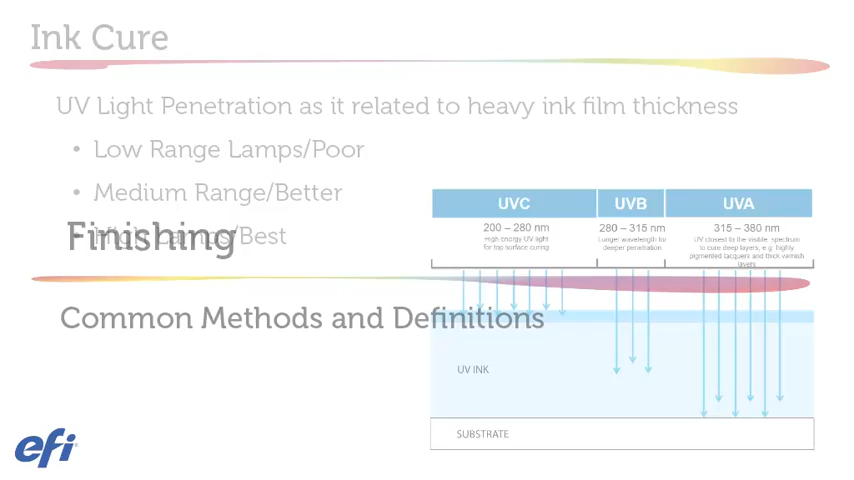 Ink Cure
UV Light Penetration as it related to heavy ink film thickness
• Low Range Lamps/Poor
• Medium Range/Better
• High Lamps/Best
Finishing
Common Methods and Definitions
UVC UVB UVA
200 – 280 nm 280 – 315 nm 315 – 380 nm
High energy UV light
for top surface curing
Longer wavelength for
deeper penetration
UV closest to the visible spectrum
to cure deep layers, e.g. highly
pigmented lacquers and thick varnish
layers
UV INK
SUBSTRATE
efi